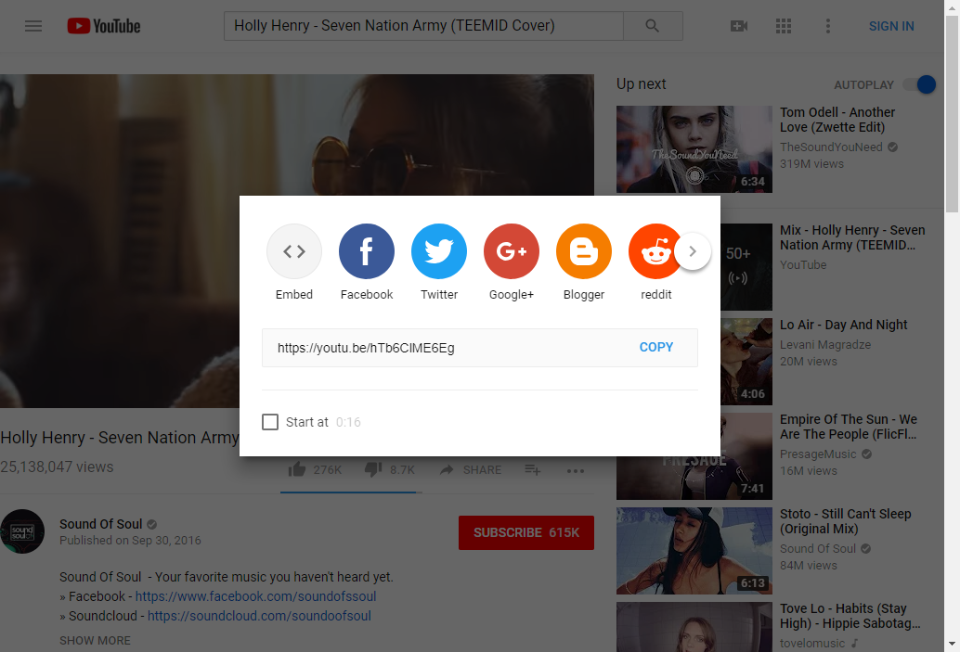 YouTube
Holly Henry - Seven Nation Army (TEEMID Cover)
SIGN IN
Up next
AUTOPLAY
TheSoundYouNeed
6:34
Tom Odell - Another
Love (Zwette Edit)
TheSoundYouNeed
319M views
50+
Mix - Holly Henry - Seven
Nation Army (TEEMID...
YouTube
4:06
Lo Air - Day And Night
Levani Magradze
20M views
PRESAGE
7:41
Empire Of The Sun - We
Are The People (FlicFl...
PresageMusic
16M views
6:13
Stoto - Still Can't Sleep
(Original Mix)
Sound Of Soul
84M views
Tove Lo - Habits (Stay
High) - Hippie Sabotag...
tovelomusic
Embed
Facebook
Twitter
G+
Google+
Blogger
reddit
https://youtu.be/hTb6ClME6Eg
COPY
Start at 0:16
Holly Henry - Seven Nation Army
25,138,047 views
276K
8.7K
SHARE
sound
soul
Sound Of Soul
Published on Sep 30, 2016
SUBSCRIBE 615K
Sound Of Soul - Your favorite music you haven't heard yet.
» Facebook - https://www.facebook.com/soundofssoul
» Soundcloud - https://soundcloud.com/soundoofsoul
SHOW MORE